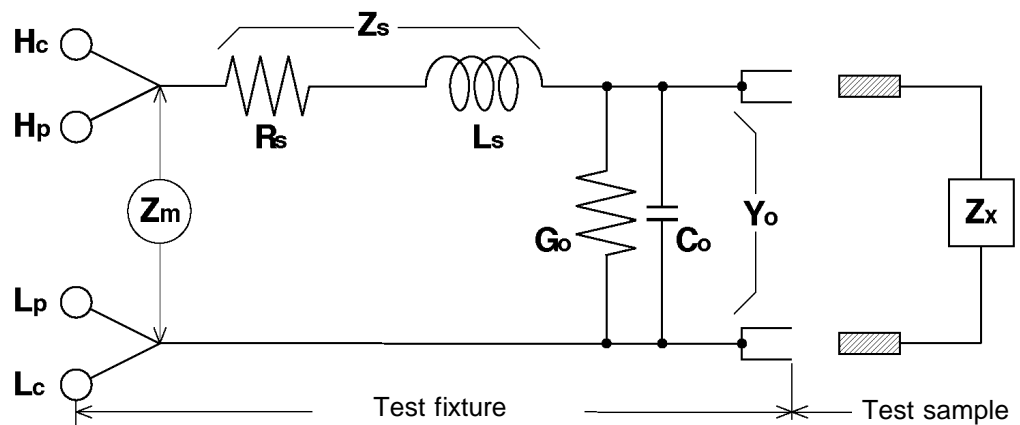 Zs
Hc
Hp
Rs
Ls
Zm
Go
Co
Yo
Zx
Lp
Lc
Test fixture
Test sample